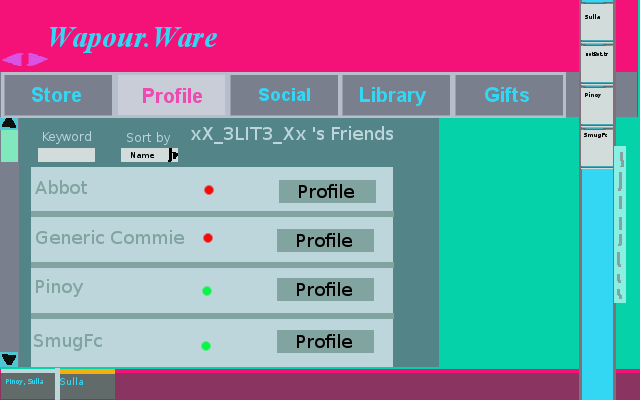 Wapour.Ware
Store
Profile
Social
Library
Gifts
Keyword
Sort by
Name
xX_3LIT3_Xx 's Friends
Abbot
Profile
Generic Commie
Profile
Pinoy
Profile
SmugFc
Profile
Pinoy, Sulla
Sulla
Sulla
Pinoy
SmugFc